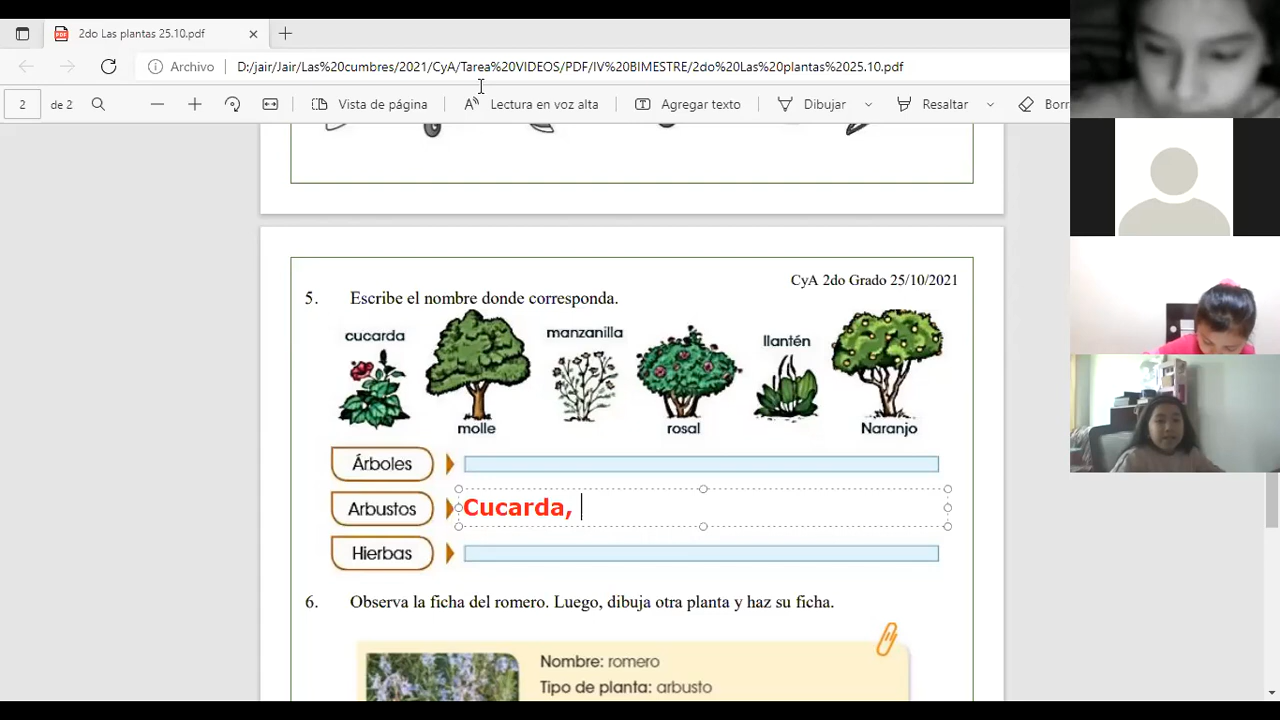 2do Las plantas 25.10.pdf
Archivo D:/jair/Jair/Las%20cumbres/2021/CyA/Tarea%20VIDEOS/PDF/IV%20BIMESTRE/2do%20Las%20plantas%2025.10.pdf
2 de 2 Vista de página Lectura en voz alta Agregar texto Dibujar Resaltar Borr
CyA 2do Grado 25/10/2021
5. Escribe el nombre donde corresponda.
cucarda manzanilla llantén
molle rosal Naranjo
Árboles
Arbustos Cucarda,
Hierbas
6. Observa la ficha del romero. Luego, dibuja otra planta y haz su ficha.
Nombre: romero
Tipo de planta: arbusto